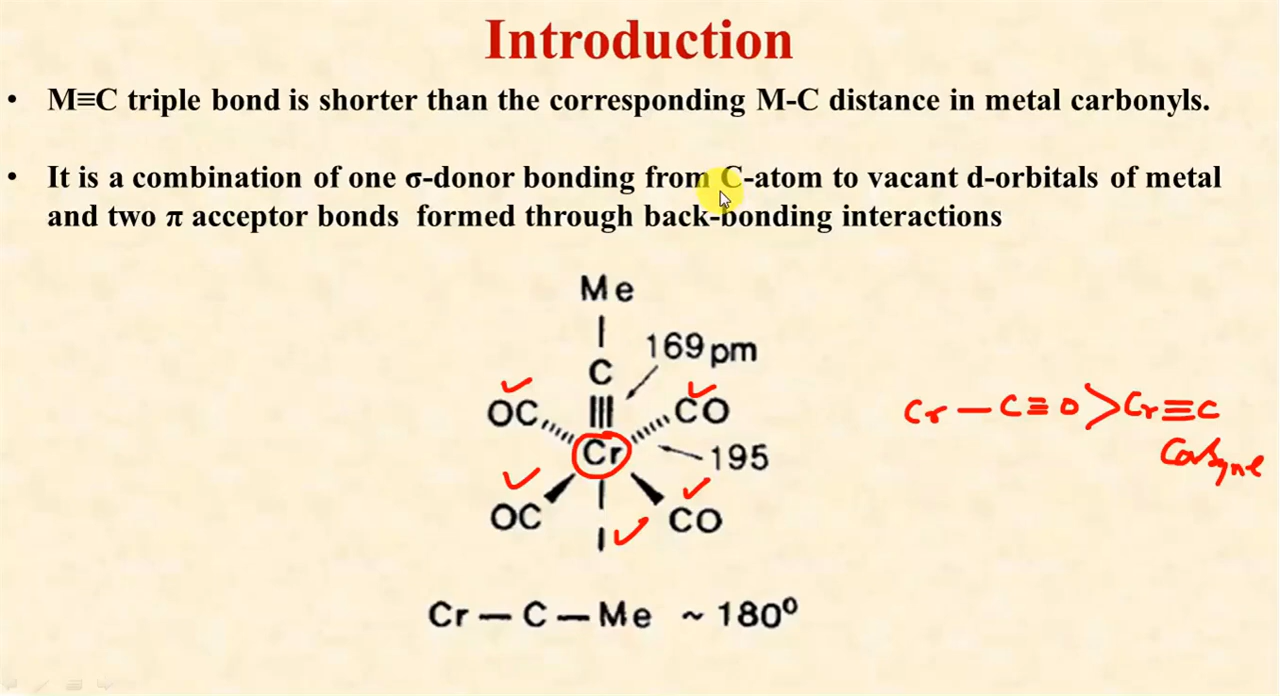 Introduction
• M≡C triple bond is shorter than the corresponding M-C distance in metal carbonyls.
• It is a combination of one σ-donor bonding from C-atom to vacant d-orbitals of metal
and two π acceptor bonds formed through back-bonding interactions
Me
|
169 pm
C
OC ||| CO
Cr
195
OC | CO
I
Cr — C≡O > Cr≡C
Carbyne
Cr — C — Me ~ 180⁰